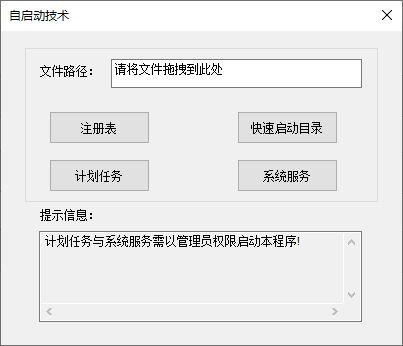 自启动技术
文件路径：
请将文件拖拽到此处
注册表
快速启动目录
计划任务
系统服务
提示信息：
计划任务与系统服务需以管理员权限启动本程序!